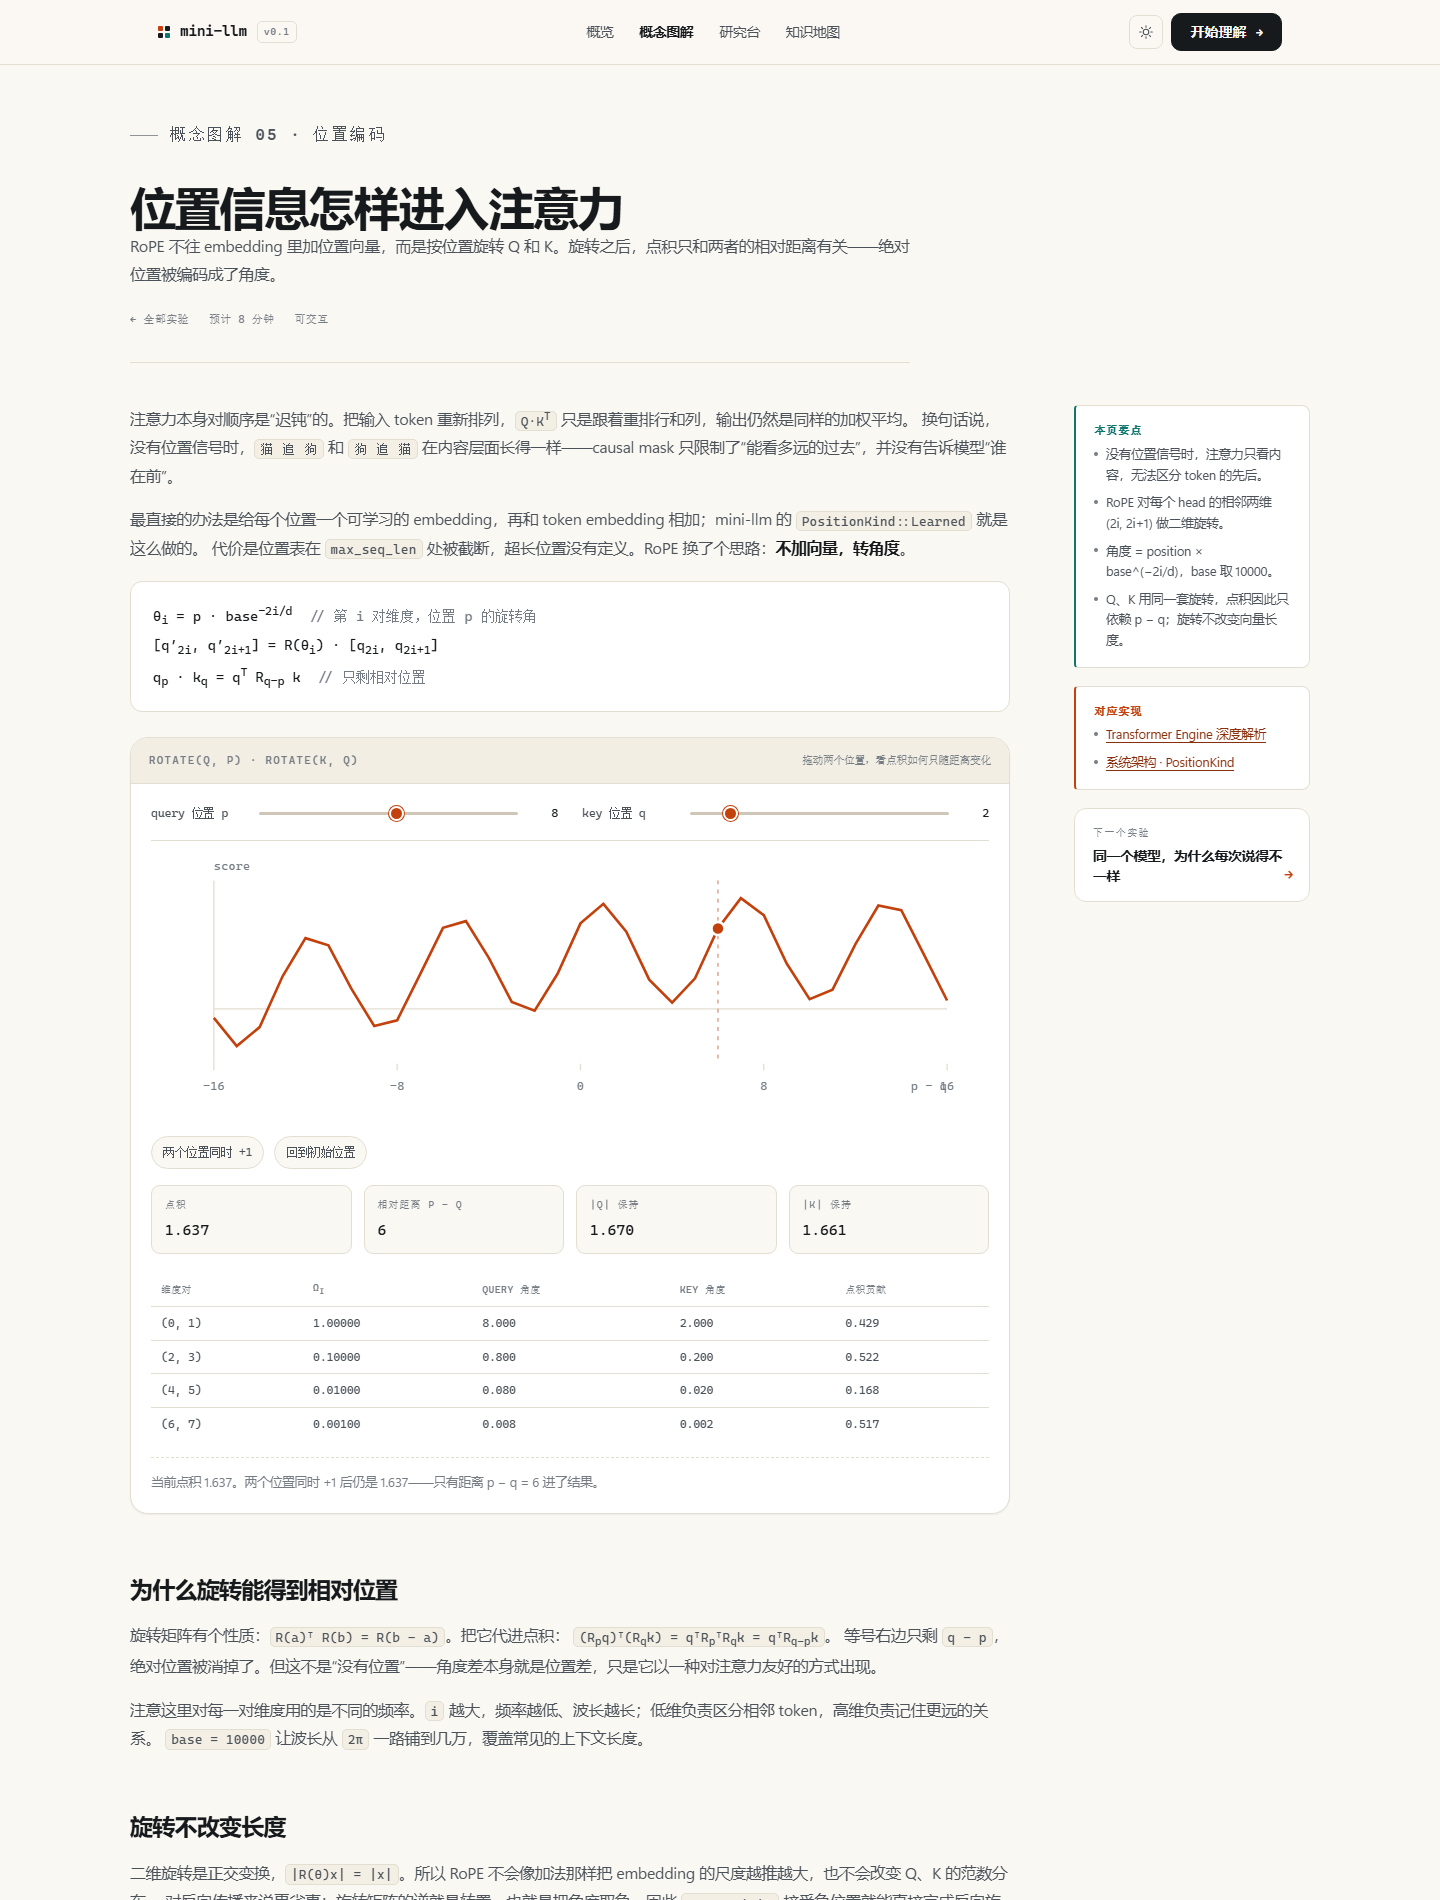 mini-llm v0.1 概览 概念图解 研究台 知识地图 开始理解 →
概念图解 05 · 位置编码
位置信息怎样进入注意力
RoPE 不往 embedding 里加位置向量，而是按位置旋转 Q 和 K。旋转之后，点积只和两者的相对距离有关——绝对
位置被编码成了角度。
← 全部实验 预计 8 分钟 可交互
注意力本身对顺序是“迟钝”的。把输入 token 重新排列， Q·Kᵀ 只是跟着重排行和列，输出仍然是同样的加权平均。 换句话说，
没有位置信号时， 猫 追 狗 和 狗 追 猫 在内容层面长得一样——causal mask 只限制了“能看多远的过去”，并没有告诉模型“谁
在前”。
最直接的办法是给每个位置一个可学习的 embedding，再和 token embedding 相加；mini-llm 的 PositionKind::Learned 就是
这么做的。 代价是位置表在 max_seq_len 处被截断，超长位置没有定义。RoPE 换了个思路：不加向量，转角度。
θi = p · base−2i/d // 第 i 对维度，位置 p 的旋转角
[q′2i, q′2i+1] = R(θi) · [q2i, q2i+1]
qp · kq = qᵀ Rq−p k // 只剩相对位置
ROTATE(Q, P) · ROTATE(K, Q) 拖动两个位置，看点积如何只随距离变化
query 位置 p 8 key 位置 q 2
score
−16 −8 0 8 p − q 16
两个位置同时 +1 回到初始位置
点积 相对距离 P − Q |Q| 保持 |K| 保持
1.637 6 1.670 1.661
维度对 ΩI QUERY 角度 KEY 角度 点积贡献
(0, 1) 1.00000 8.000 2.000 0.429
(2, 3) 0.10000 0.800 0.200 0.522
(4, 5) 0.01000 0.080 0.020 0.168
(6, 7) 0.00100 0.008 0.002 0.517
当前点积 1.637。两个位置同时 +1 后仍是 1.637——只有距离 p − q = 6 进了结果。
为什么旋转能得到相对位置
旋转矩阵有个性质： R(a)ᵀ R(b) = R(b − a) 。把它代进点积： (Rpq)ᵀ(Rqk) = qᵀRpᵀRqk = qᵀRq−pk 。 等号右边只剩 q − p ，
绝对位置被消掉了。但这不是“没有位置”——角度差本身就是位置差，只是它以一种对注意力友好的方式出现。
注意这里对每一对维度用的是不同的频率。 i 越大，频率越低、波长越长；低维负责区分相邻 token，高维负责记住更远的关
系。 base = 10000 让波长从 2π 一路铺到几万，覆盖常见的上下文长度。
旋转不改变长度
二维旋转是正交变换， |R(θ)x| = |x| 。所以 RoPE 不会像加法那样把 embedding 的尺度越推越大，也不会改变 Q、K 的范数分
本页要点
没有位置信号时，注意力只看内
容，无法区分 token 的先后。
RoPE 对每个 head 的相邻两维
(2i, 2i+1) 做二维旋转。
角度 = position ×
base^(−2i/d)，base 取 10000。
Q、K 用同一套旋转，点积因此只
依赖 p − q；旋转不改变向量长
度。
对应实现
Transformer Engine 深度解析
系统架构 · PositionKind
下一个实验
同一个模型，为什么每次说得不
一样 →